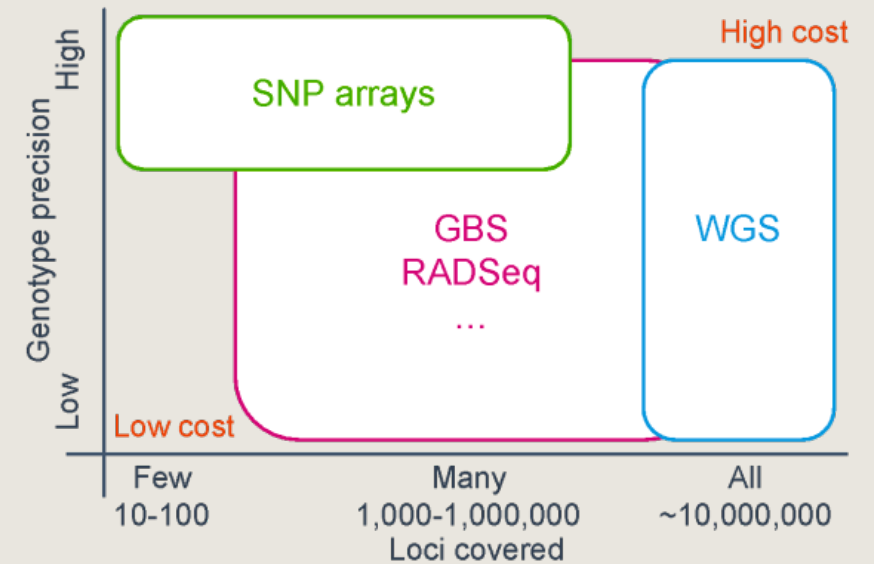 High cost
High
SNP arrays
Genotype precision
GBS
RADSeq
...
WGS
Low
Low cost
Few
Many
All
10-100
1,000-1,000,000
~10,000,000
Loci covered